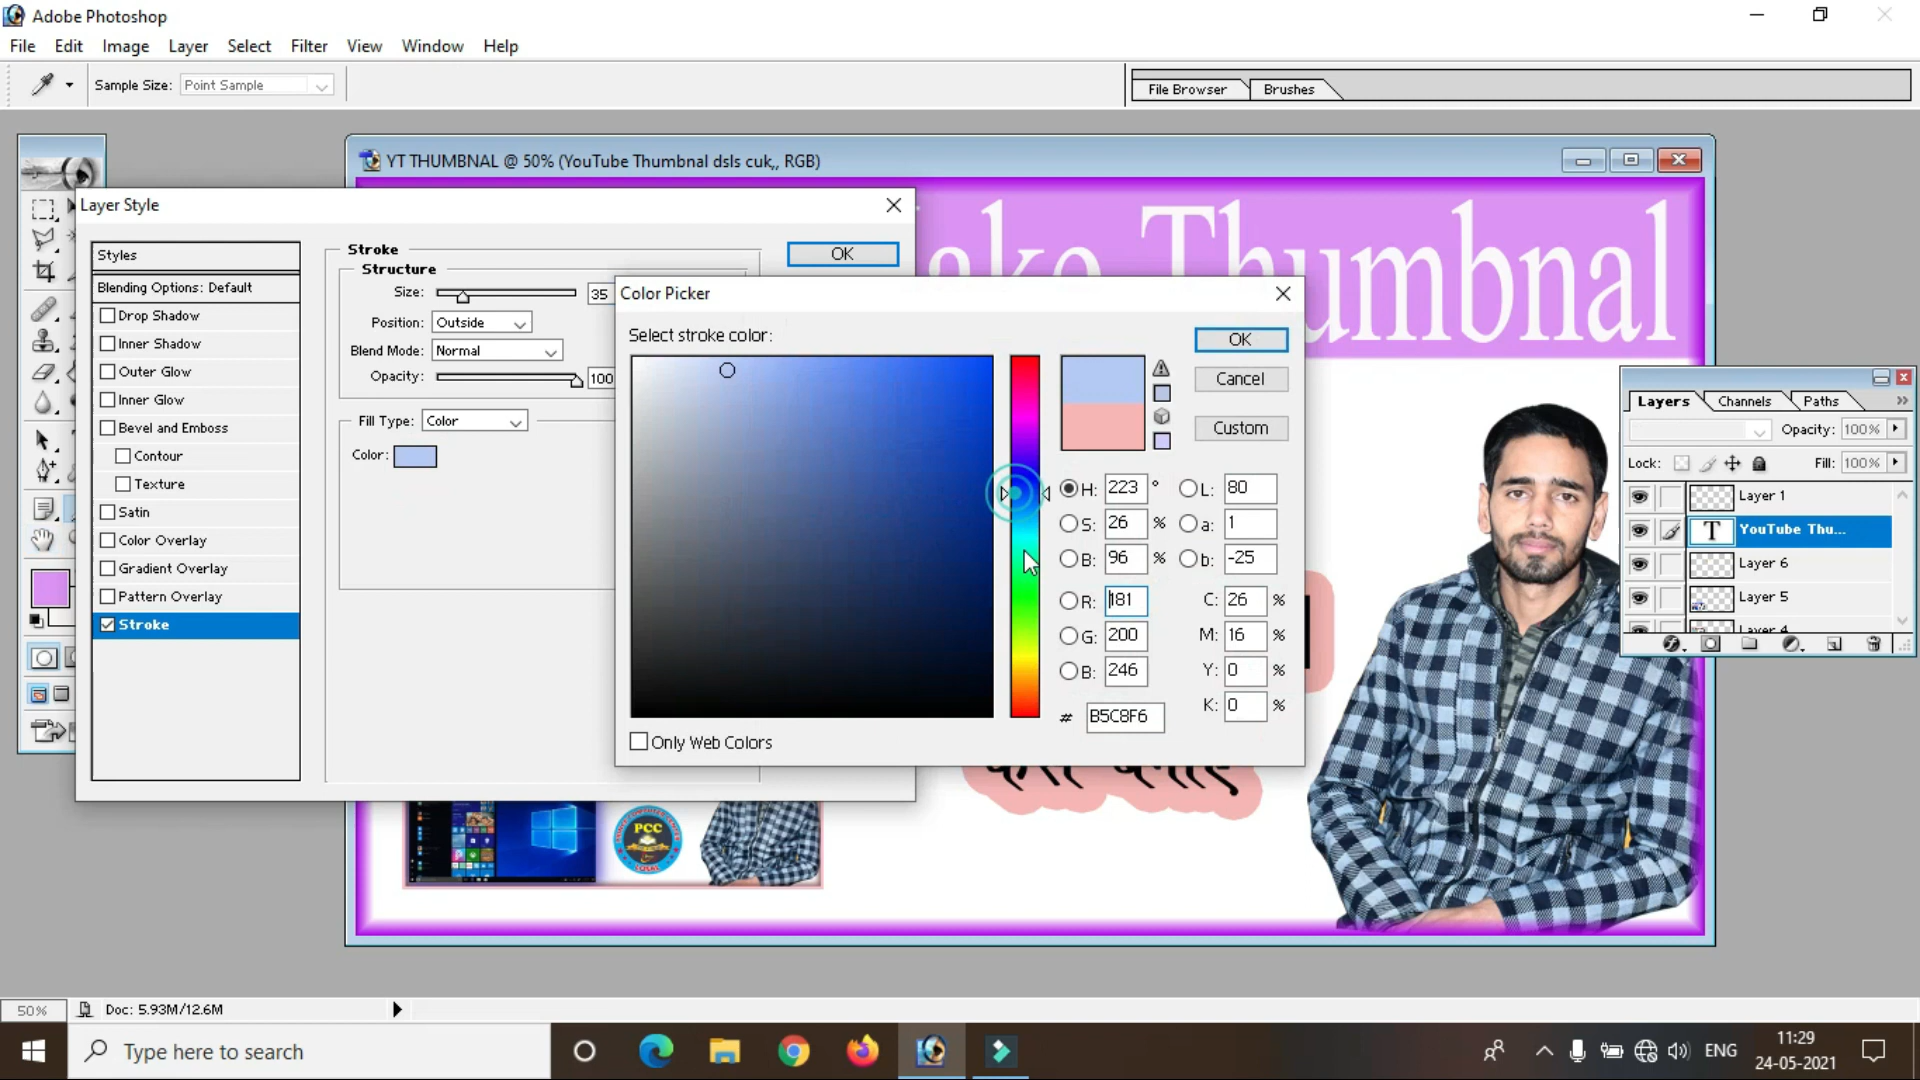 Adobe Photoshop
File Edit Image Layer Select Filter View Window Help
Sample Size: Point Sample
File Browser Brushes
YT THUMBNAL @ 50% (YouTube Thumbnal dsls cuk,, RGB)
Thumbnal
Layer Style
Styles
Blending Options: Default
Drop Shadow
Inner Shadow
Outer Glow
Inner Glow
Bevel and Emboss
Contour
Texture
Satin
Color Overlay
Gradient Overlay
Pattern Overlay
Stroke
Stroke
Structure
Size: 35
Position: Outside
Blend Mode: Normal
Opacity: 100
Fill Type: Color
Color:
OK
Color Picker
Select stroke color:
OK
Cancel
Custom
H: 223 ° L: 80
S: 26 % a: 1
B: 96 % b: -25
R: 181 C: 26 %
G: 200 M: 16 %
B: 246 Y: 0 %
# B5C8F6 K: 0 %
Only Web Colors
Layers Channels Paths
Opacity: 100%
Lock: Fill: 100%
Layer 1
T YouTube Thu...
Layer 6
Layer 5
Layer 4
PCC
50% Doc: 5.93M/12.6M
Type here to search
ENG
11:29
24-05-2021